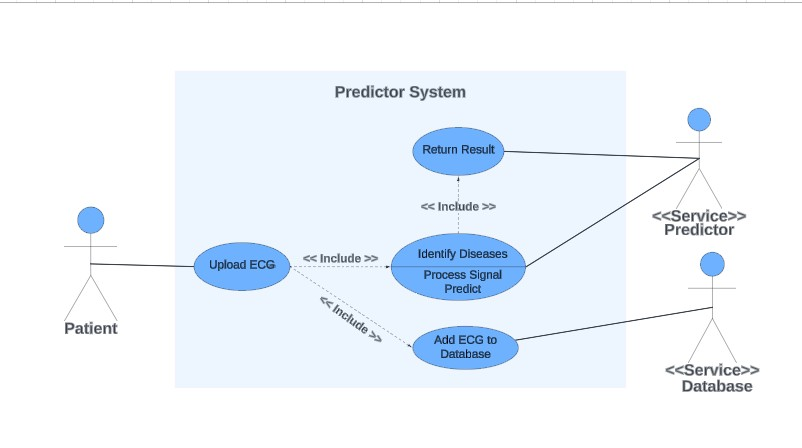 Predictor System
Return Result
<< Include >>
<<Service>>
Predictor
Identify Diseases
Upload ECG
<< Include >>
Process Signal
Predict
<< Include >>
Patient
Add ECG to
Database
<<Service>>
Database